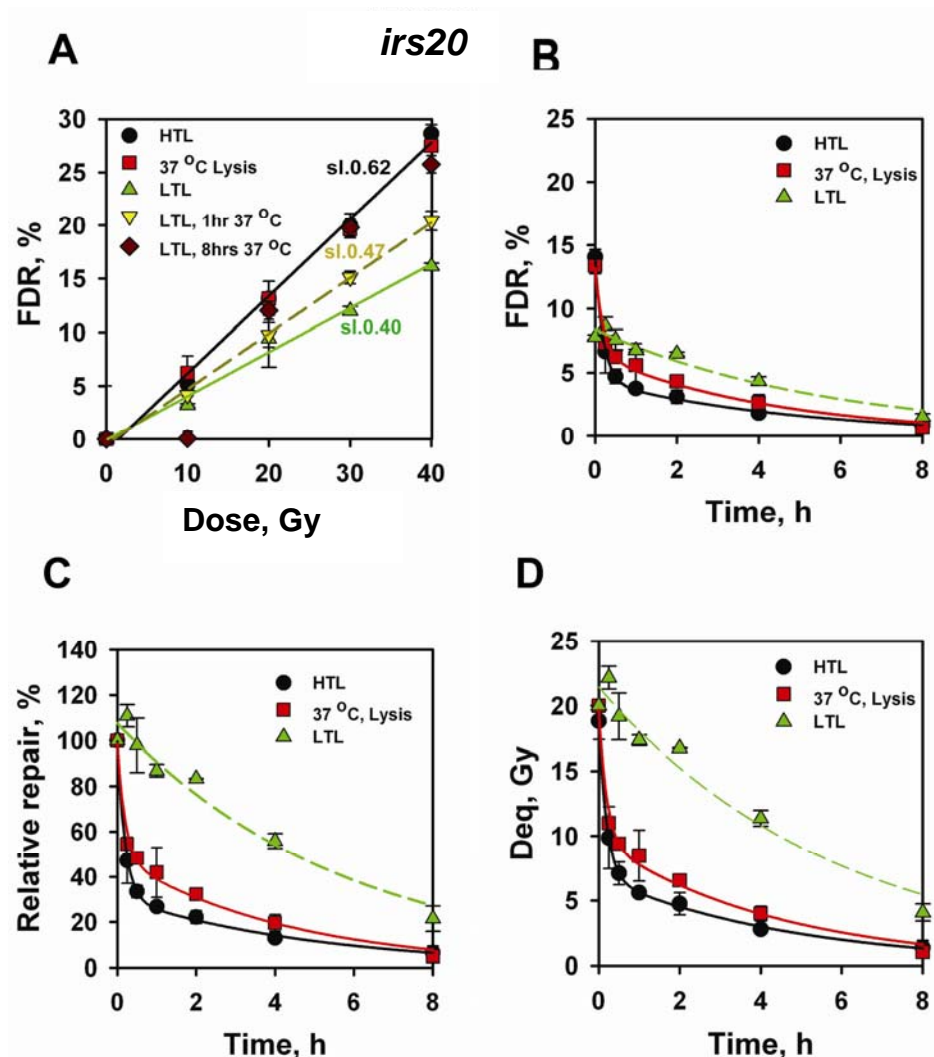 irs20
A
30
25
20
15
10
5
0
FDR, %
HTL
37 °C Lysis
LTL
LTL, 1hr 37 °C
LTL, 8hrs 37 °C
sl.0.62
sl.0.47
sl.0.40
0 10 20 30 40
Dose, Gy
B
25
20
15
10
5
0
FDR, %
HTL
37 °C, Lysis
LTL
0 2 4 6 8
Time, h
C
140
120
100
80
60
40
20
0
Relative repair, %
HTL
37 °C, Lysis
LTL
0 2 4 6 8
Time, h
D
25
20
15
10
5
0
Deq, Gy
HTL
37 °C, Lysis
LTL
0 2 4 6 8
Time, h